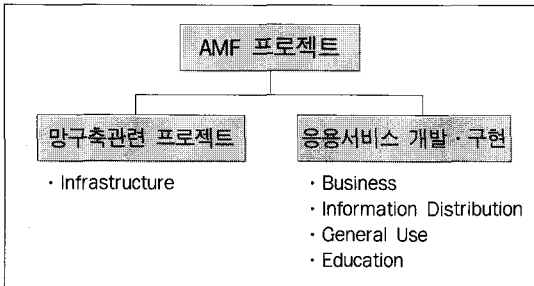 AMF 프로젝트
망구축관련 프로젝트
· Infrastructure
응용서비스 개발 · 구현
· Business
· Information Distribution
· General Use
· Education